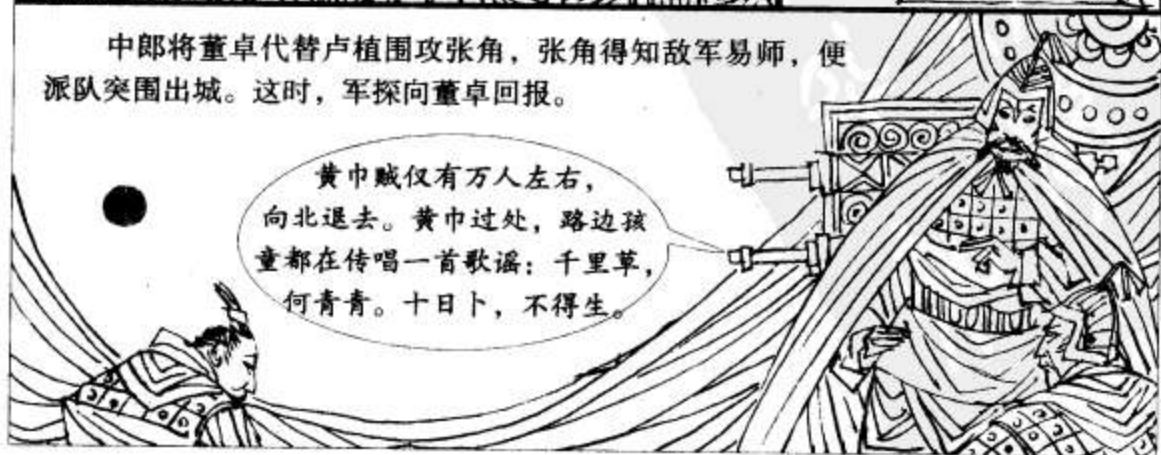 中郎将董卓代替卢植围攻张角，张角得知敌军易师，便
派队突围出城。这时，军探向董卓回报。
黄巾贼仅有万人左右，
向北退去。黄巾过处，路边孩
童都在传唱一首歌谣：千里草，
何青青。十日卜，不得生。